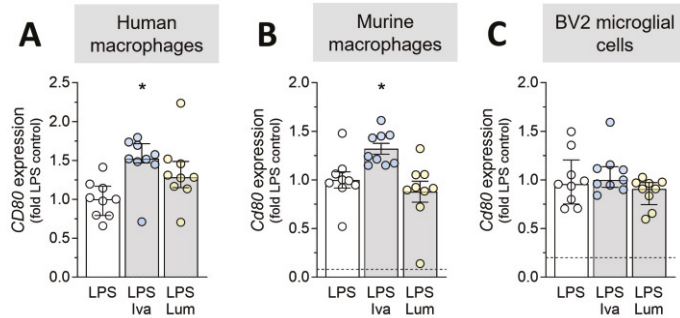 A
Human
macrophages
CD80 expression
(fold LPS control)
2.5
2.0
1.5
1.0
0.5
0.0
*
LPS
LPS
Iva
LPS
Lum
B
Murine
macrophages
Cd80 expression
(fold LPS control)
2.0
1.5
1.0
0.5
0.0
*
LPS
LPS
Iva
LPS
Lum
C
BV2 microglial
cells
Cd80 expression
(fold LPS control)
2.0
1.5
1.0
0.5
0.0
LPS
LPS
Iva
LPS
Lum